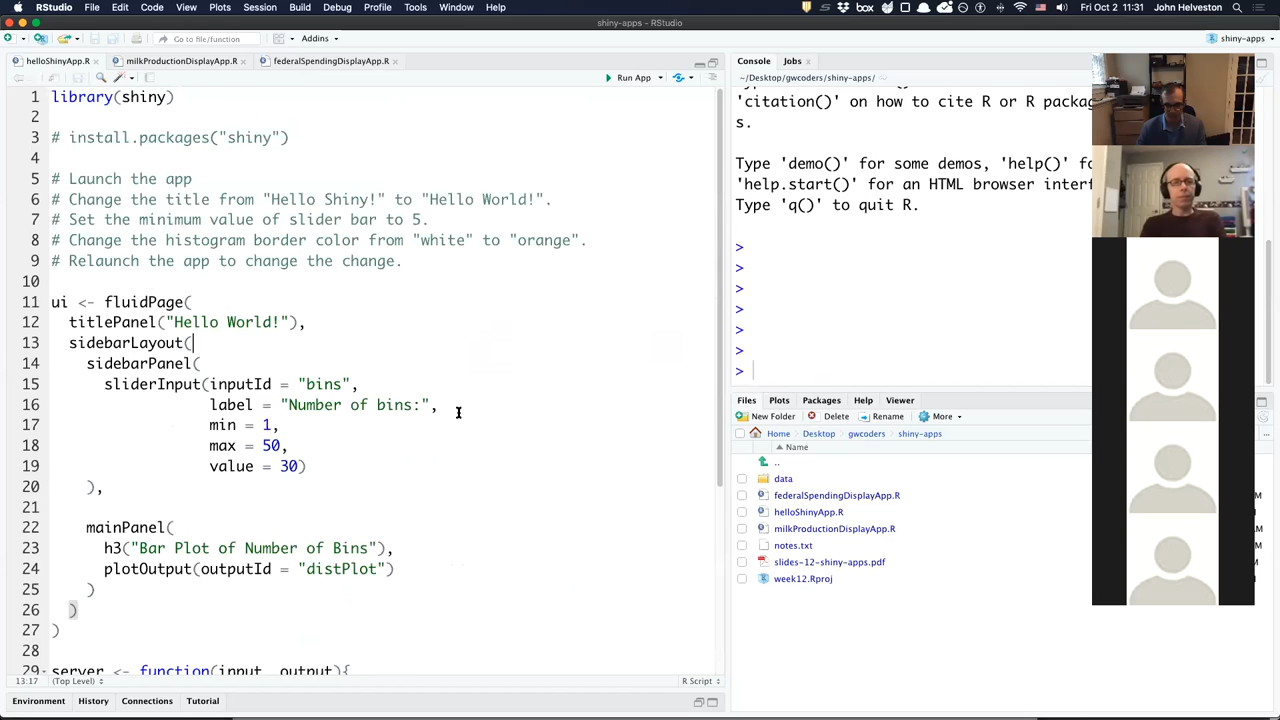 RStudio File Edit Code View Plots Session Build Debug Profile Tools Window Help
box
Fri Oct 2 11:31 John Helveston
shiny-apps - RStudio
Go to file/function
Addins
shiny-apps
helloShinyApp.R
milkProductionDisplayApp.R
federalSpendingDisplayApp.R
Run App
1 library(shiny)
2
3 # install.packages("shiny")
4
5 # Launch the app
6 # Change the title from "Hello Shiny!" to "Hello World!".
7 # Set the minimum value of slider bar to 5.
8 # Change the histogram border color from "white" to "orange".
9 # Relaunch the app to change the change.
10
11 ui <- fluidPage(
12 titlePanel("Hello World!"),
13 sidebarLayout(
14 sidebarPanel(
15 sliderInput(inputId = "bins",
16 label = "Number of bins:",
17 min = 1,
18 max = 50,
19 value = 30)
20 ),
21
22 mainPanel(
23 h3("Bar Plot of Number of Bins"),
24 plotOutput(outputId = "distPlot")
25 )
26 )
27 )
28
29 server <- function(input, output){
13:17 (Top Level) R Script
Environment History Connections Tutorial
Console Jobs
~/Desktop/gwcoders/shiny-apps/
'citation()' on how to cite R or R packag
s.
Type 'demo()' for some demos, 'help()' fo
'help.start()' for an HTML browser interf
Type 'q()' to quit R.
>
>
>
>
>
>
>
Files Plots Packages Help Viewer
New Folder Delete Rename More
Home Desktop gwcoders shiny-apps
Name
..
data
federalSpendingDisplayApp.R
helloShinyApp.R
milkProductionDisplayApp.R
notes.txt
slides-12-shiny-apps.pdf
week12.Rproj